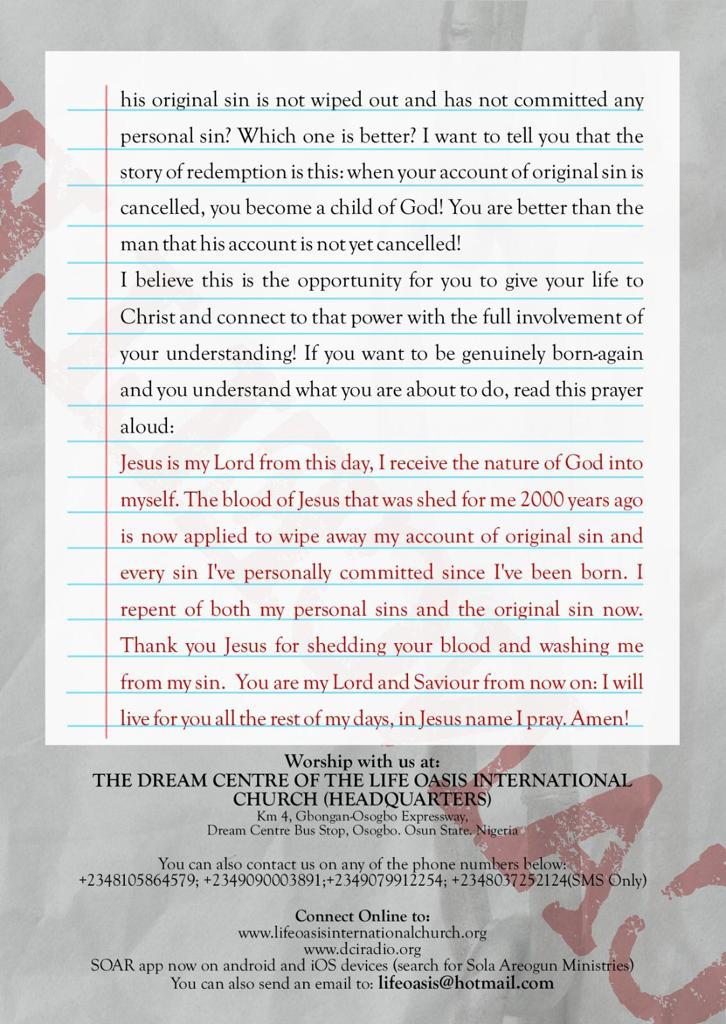 his original sin is not wiped out and has not committed any
personal sin? Which one is better? I want to tell you that the
story of redemption is this: when your account of original sin is
cancelled, you become a child of God! You are better than the
man that his account is not yet cancelled!
I believe this is the opportunity for you to give your life to
Christ and connect to that power with the full involvement of
your understanding! If you want to be genuinely born-again
and you understand what you are about to do, read this prayer
aloud:
Jesus is my Lord from this day, I receive the nature of God into
myself. The blood of Jesus that was shed for me 2000 years ago
is now applied to wipe away my account of original sin and
every sin I've personally committed since I've been born. I
repent of both my personal sins and the original sin now.
Thank you Jesus for shedding your blood and washing me
from my sin. You are my Lord and Saviour from now on: I will
live for you all the rest of my days, in Jesus name I pray. Amen!
Worship with us at:
THE DREAM CENTRE OF THE LIFE OASIS INTERNATIONAL
CHURCH (HEADQUARTERS)
Km 4, Gbongan-Osogbo Expressway,
Dream Centre Bus Stop, Osogbo. Osun State. Nigeria
You can also contact us on any of the phone numbers below:
+2348105864579; +2349090003891;+2349079912254; +2348037252124(SMS Only)
Connect Online to:
www.lifeoasisinternationalchurch.org
www.dciradio.org
SOAR app now on android and iOS devices (search for Sola Areogun Ministries)
You can also send an email to: lifeoasis@hotmail.com